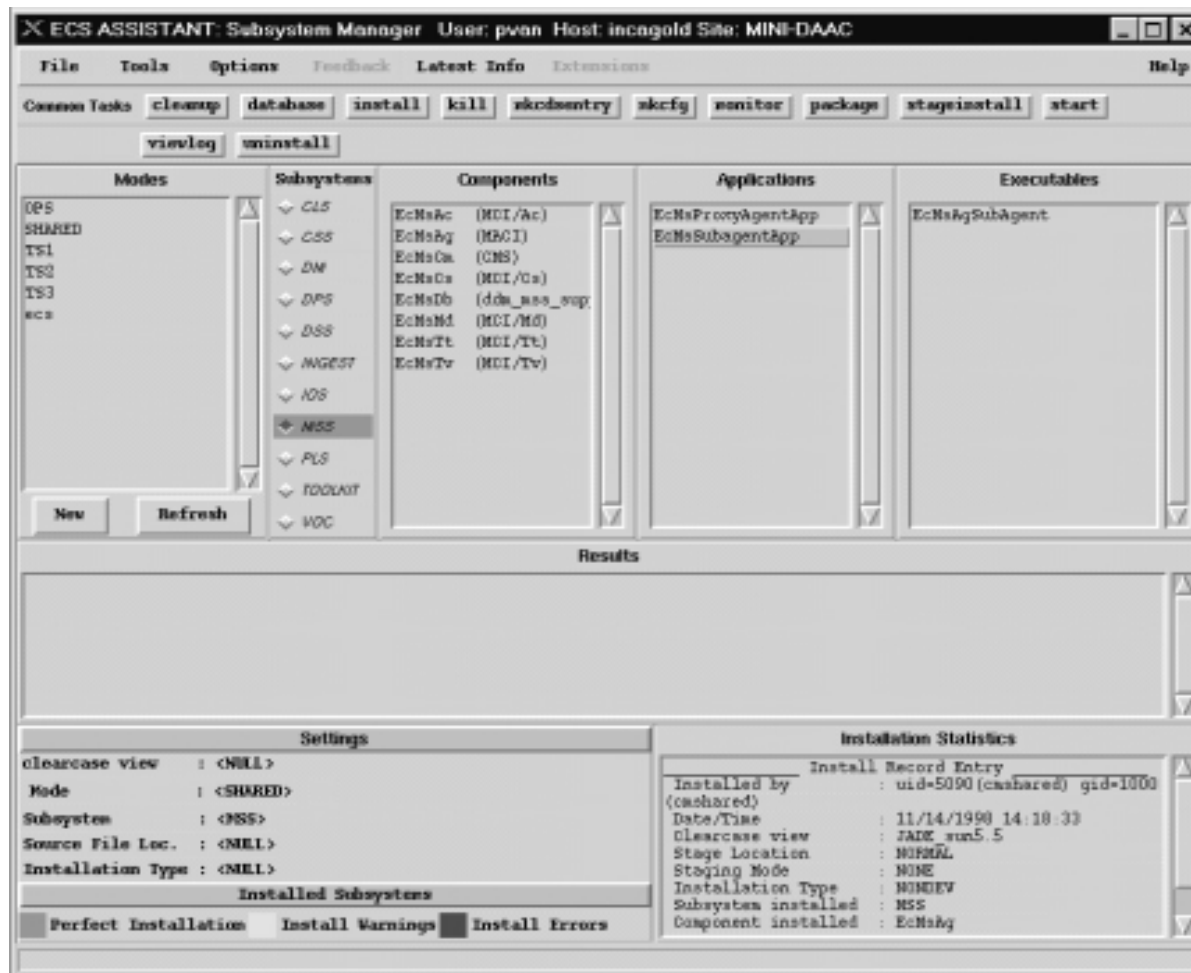 ECS ASSISTANT: Subsystem Manager User: pvan Host: incagold Site: MINI-DAAC
File Tools Options Feedback Latest Info Extensions Help
Common Tasks cleanup database install kill mkcdsentry mkcfg monitor package stageinstall start
viewlog uninstall
Modes
OPS
SHARED
TS1
TS2
TS3
ecs
New Refresh
Subsystems
CLS
CSS
DM
DPS
DSS
INGEST
IOS
MSS
PLS
TOOLKIT
VOC
Components
EcMsAc (MCI/Ac)
EcMsAg (MACI)
EcMsCm (CMS)
EcMsCs (MCI/Cs)
EcMsDb (ddm_mss_sup
EcMsMd (MCI/Md)
EcMsTt (MCI/Tt)
EcMsTv (MCI/Tv)
Applications
EcMsProxyAgentApp
EcMsSubagentApp
Executables
EcMsAgSubAgent
Results
Settings
clearcase view : <NULL>
Mode : <SHARED>
Subsystem : <MSS>
Source File Loc. : <NULL>
Installation Type : <NULL>
Installed Subsystems
Perfect Installation Install Warnings Install Errors
Installation Statistics
Install Record Entry
Installed by : uid=5090(cmshared) gid=1000
(cmshared)
Date/Time : 11/14/1998 14:18:33
Clearcase view : JADE_sun5.5
Stage Location : NORMAL
Staging Mode : NONE
Installation Type : NONDEV
Subsystem installed : MSS
Component installed : EcMsAg